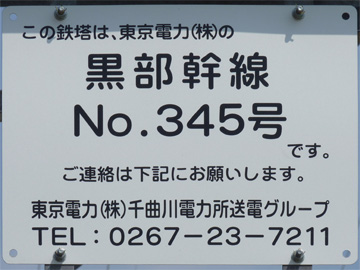 この鉄塔は、東京電力(株)の
黒部幹線
No.345号
です。
ご連絡は下記にお願いします。
東京電力(株)千曲川電力所送電グループ
TEL：0267-23-7211